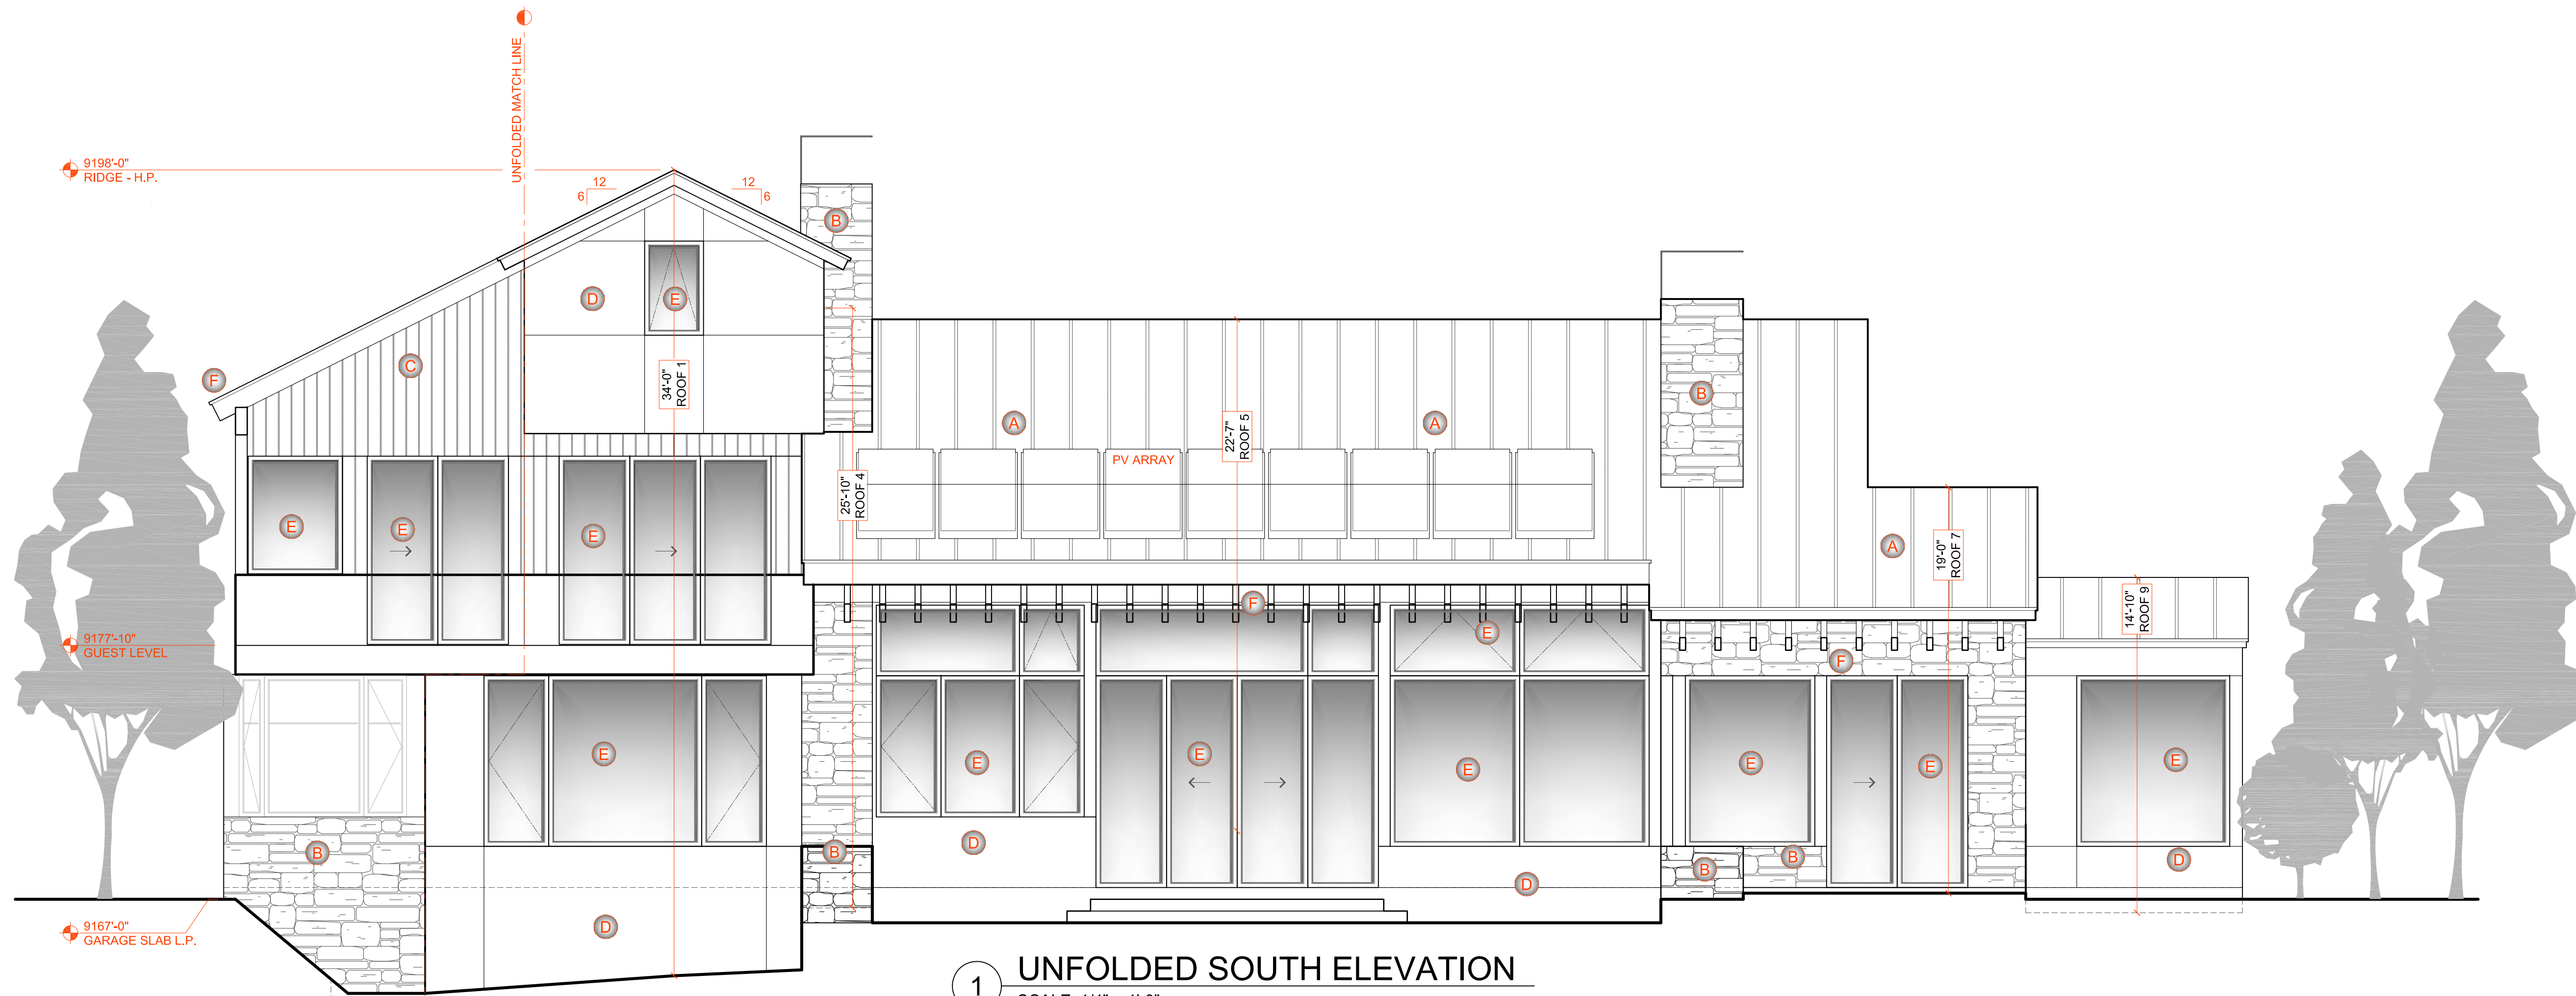 UNFOLDED MATCH LINE
9198'-0"
RIDGE - H.P.
12
6
12
6
B
D
E
34'-0"
ROOF 1
C
F
A
22'-7"
ROOF 5
A
B
PV ARRAY
25'-10"
ROOF 4
E
E
E
A
19'-0"
ROOF 7
14'-10"
ROOF 9
F
E
F
9177'-10"
GUEST LEVEL
E
E
E
E
E
E
E
B
B
D
B
B
D
D
D
9167'-0"
GARAGE SLAB L.P.
1
UNFOLDED SOUTH ELEVATION